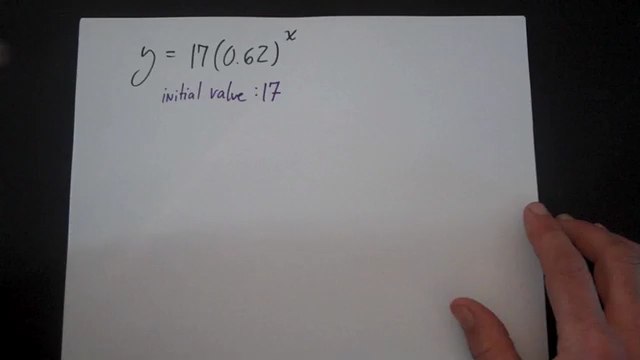 y = 17(0.62)^x
initial value : 17